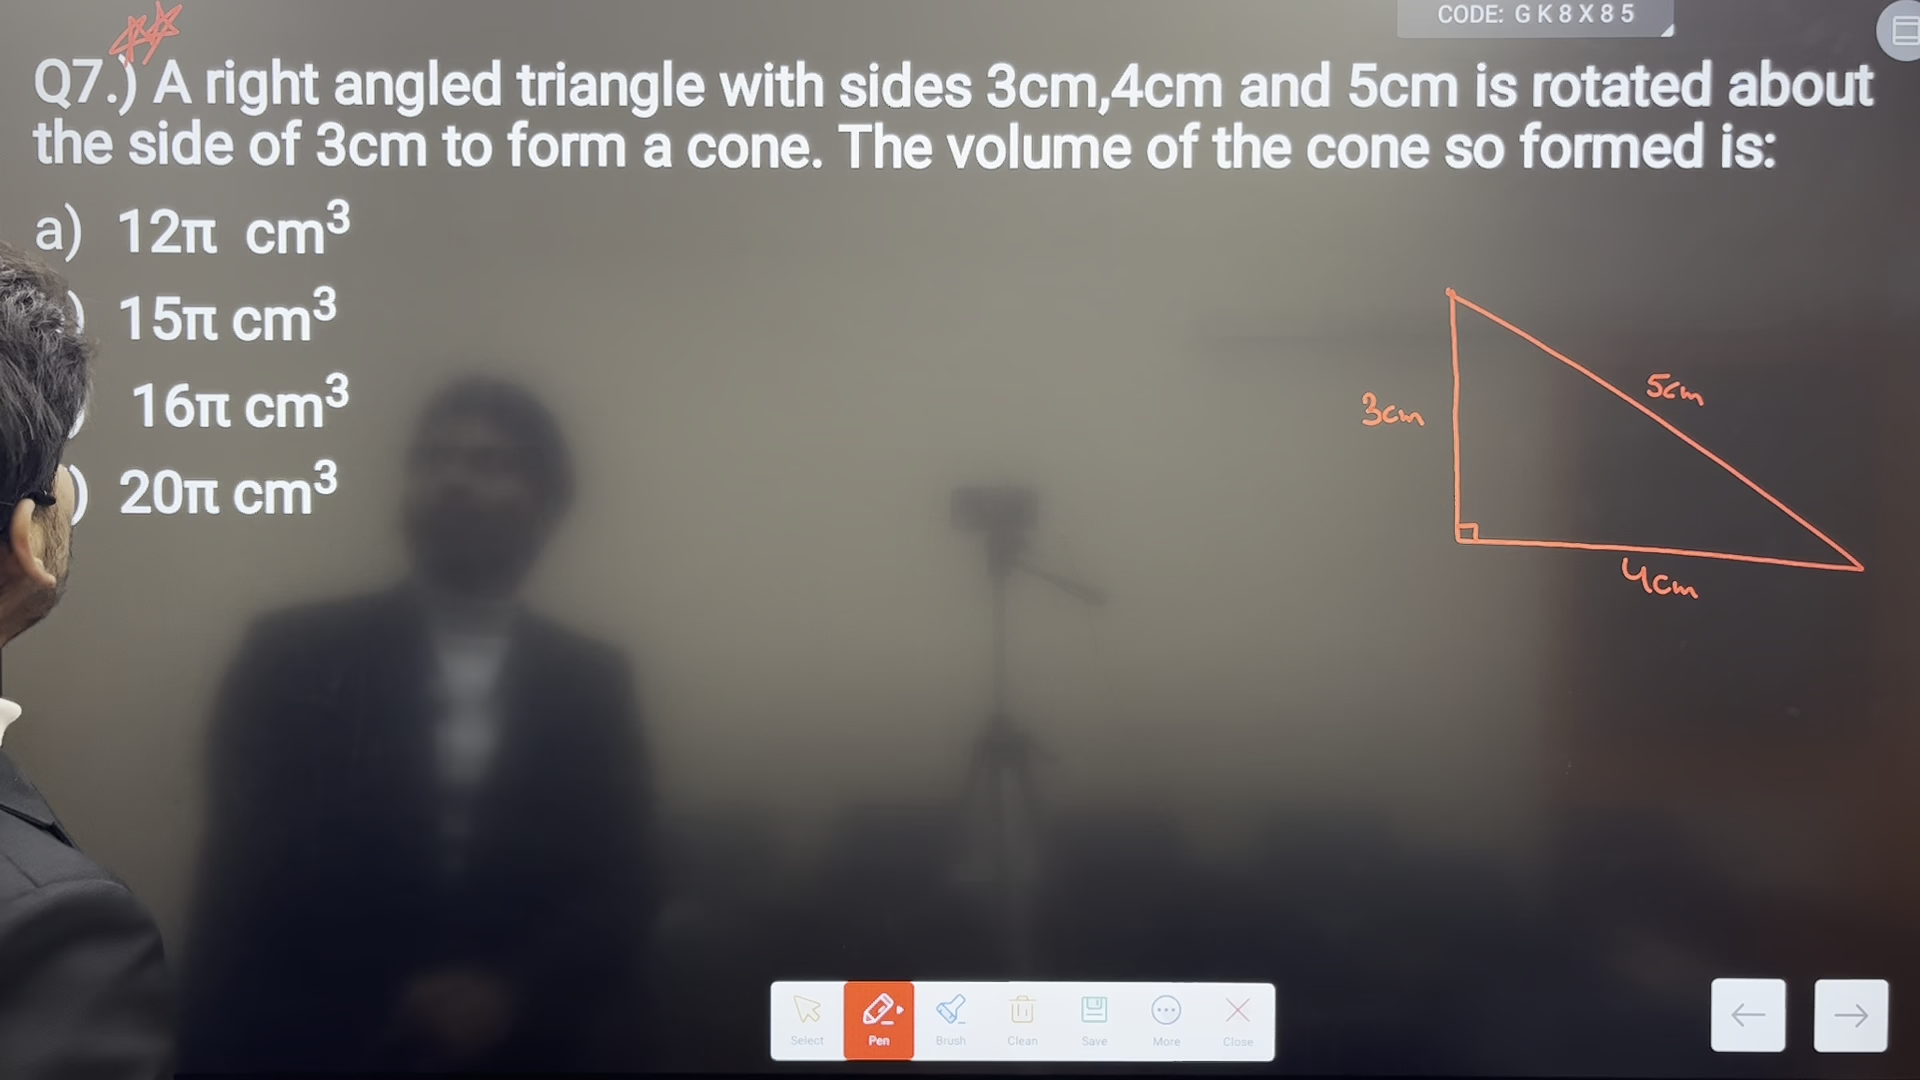 CODE: GK8X85
Q7.) A right angled triangle with sides 3cm,4cm and 5cm is rotated about
the side of 3cm to form a cone. The volume of the cone so formed is:
a) 12π cm³
) 15π cm³
16π cm³
) 20π cm³
5cm
3cm
4cm
Select Pen Brush Clean Save More Close